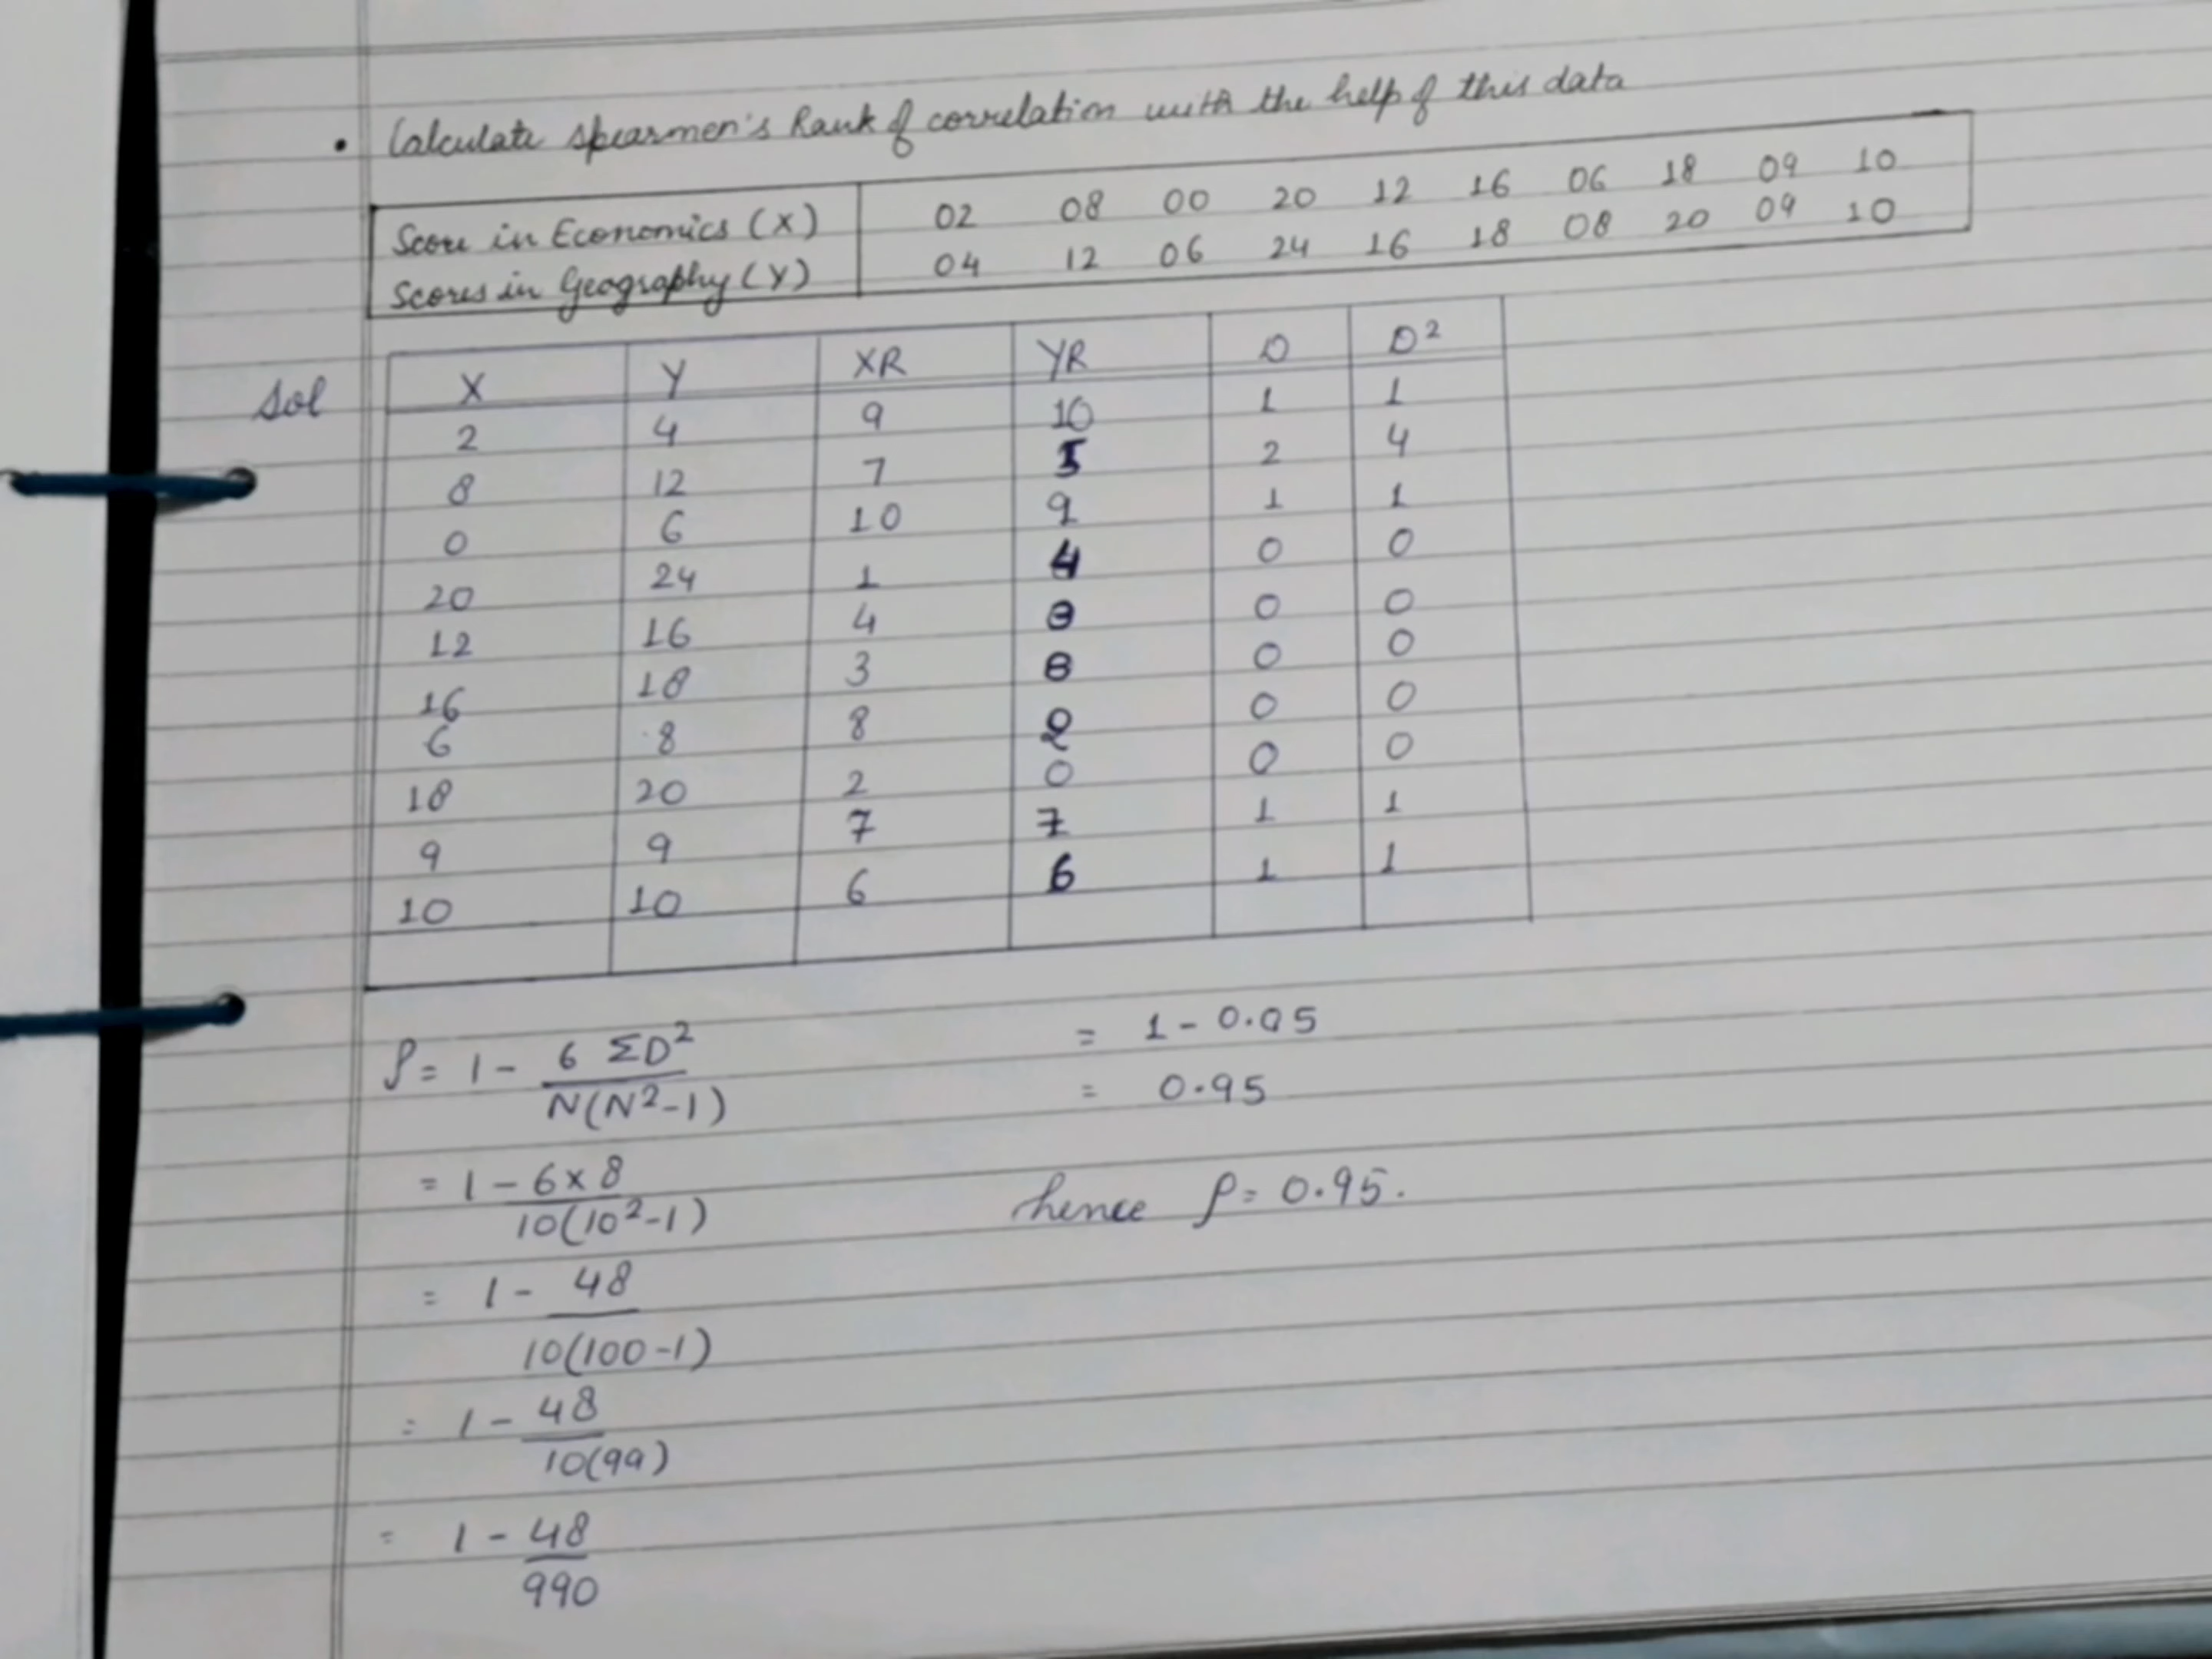 • Calculate spearmen's Rank of correlation with the help of this data
Score in Economics (X) 02 08 00 20 12 16 06 18 09 10
Scores in Geography (Y) 04 12 06 24 16 18 08 20 09 10
Sol X Y XR YR D D²
2 4 9 10 1 1
8 12 7 5 2 4
0 6 10 9 1 1
20 24 1 4 0 0
12 16 4 0 0
16 18 3 8 0 0
6 8 8 2 0 0
18 20 2 0 0 0
9 9 7 7 1 1
10 10 6 6 1 1
ρ = 1 - 6 ΣD² / N(N²-1)
= 1 - 6 x 8 / 10(10²-1)
= 1 - 48 / 10(100-1)
= 1 - 48 / 10(99)
= 1 - 48 / 990
= 1 - 0.05
= 0.95
hence ρ = 0.95.